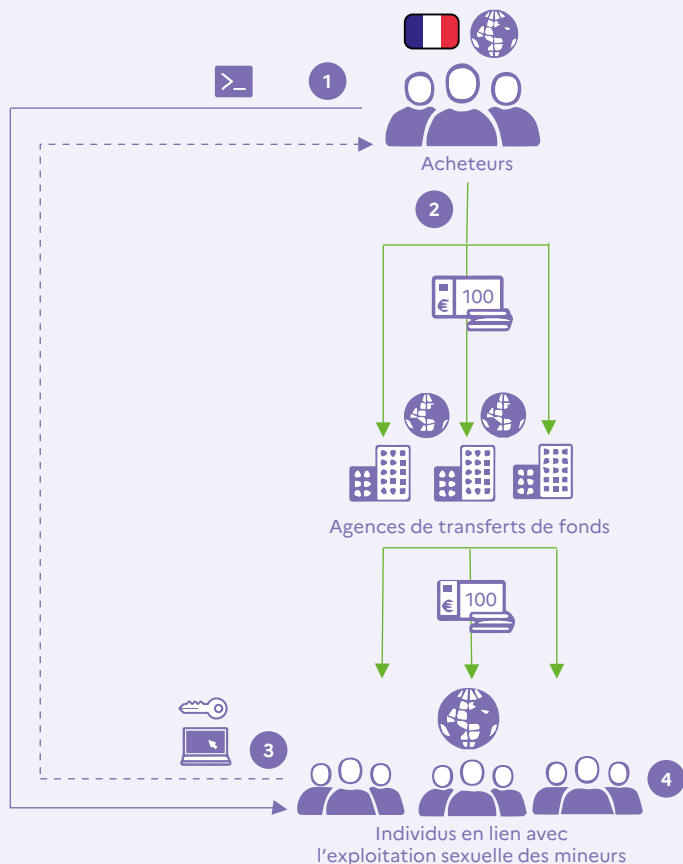 >_
1
Acheteurs
2
€ 100
Agences de transferts de fonds
€ 100
3
4
Individus en lien avec
l'exploitation sexuelle des mineurs